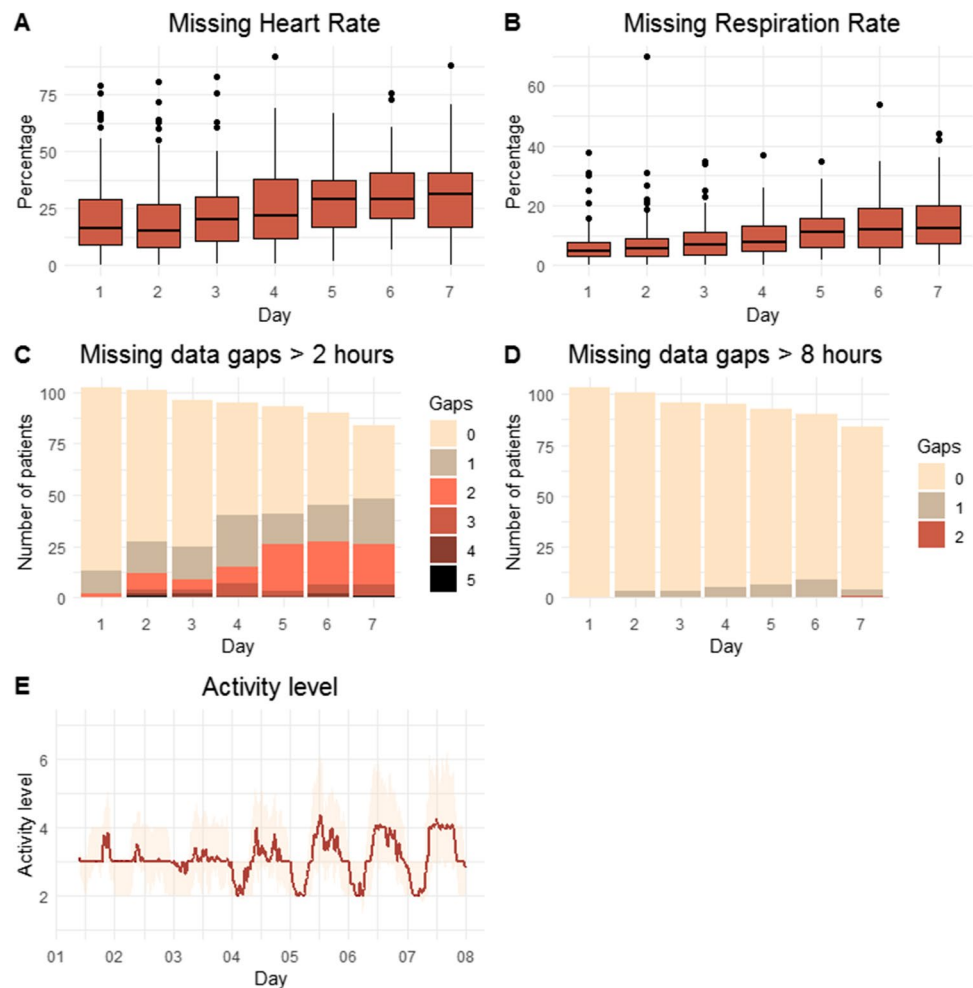 A Missing Heart Rate
Percentage
75
50
25
0
1 2 3 4 5 6 7
Day
B Missing Respiration Rate
Percentage
60
40
20
0
1 2 3 4 5 6 7
Day
C Missing data gaps > 2 hours
Number of patients
100
75
50
25
0
1 2 3 4 5 6 7
Day
Gaps
0
1
2
3
4
5
D Missing data gaps > 8 hours
Number of patients
100
75
50
25
0
1 2 3 4 5 6 7
Day
Gaps
0
1
2
E Activity level
Activity level
6
4
2
01 02 03 04 05 06 07 08
Day